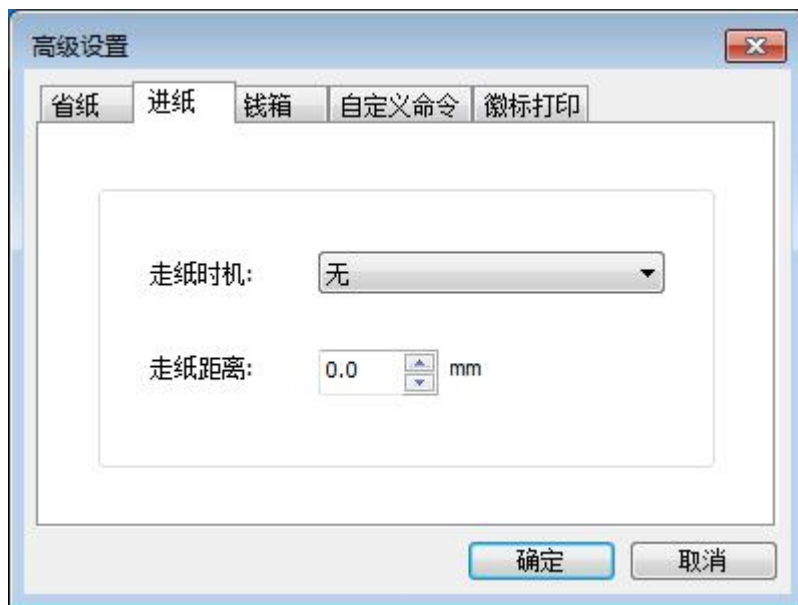 高级设置
省纸 进纸 钱箱 自定义命令 徽标打印
走纸时机: 无
走纸距离: 0.0 mm
确定 取消